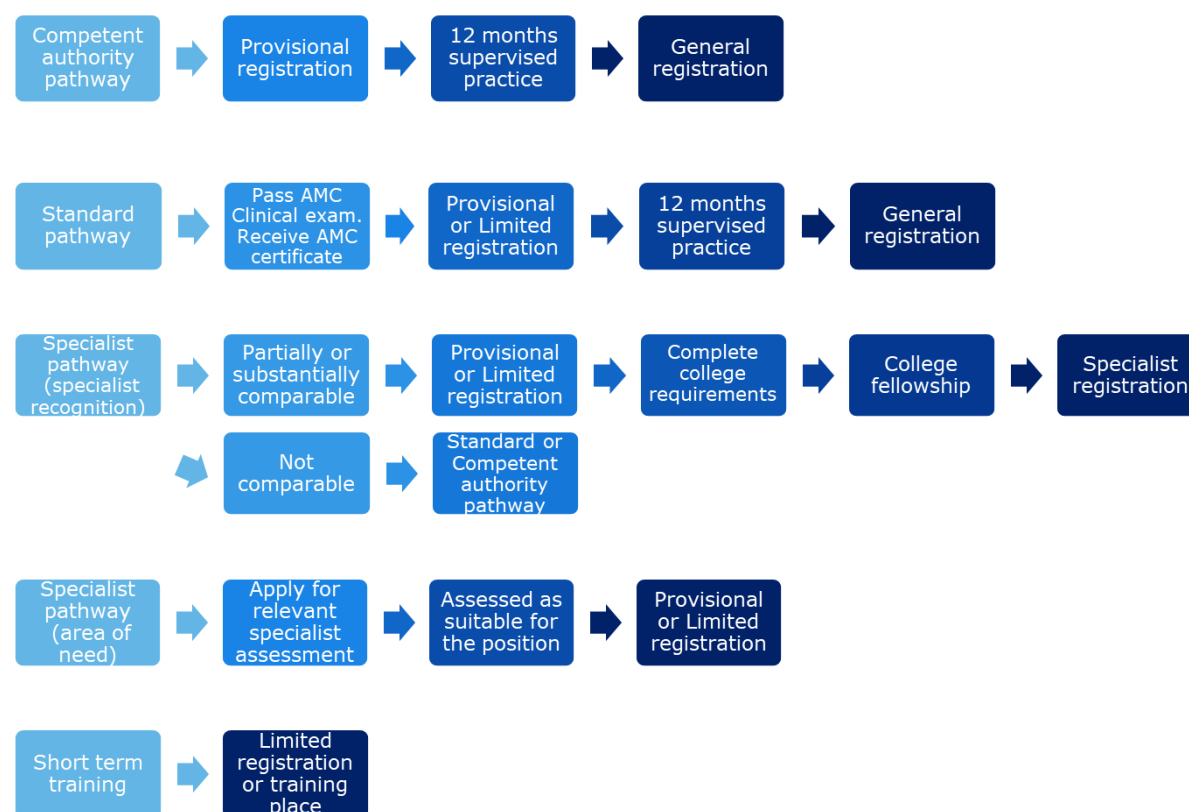 Competent
authority
pathway
Provisional
registration
12 months
supervised
practice
General
registration
Standard
pathway
Pass AMC
Clinical exam.
Receive AMC
certificate
Provisional
or Limited
registration
12 months
supervised
practice
General
registration
Specialist
pathway
(specialist
recognition)
Partially or
substantially
comparable
Provisional
or Limited
registration
Complete
college
requirements
College
fellowship
Specialist
registration
Not
comparable
Standard or
Competent
authority
pathway
Specialist
pathway
(area of
need)
Apply for
relevant
specialist
assessment
Assessed as
suitable for
the position
Provisional
or Limited
registration
Short term
training
Limited
registration
or training
place